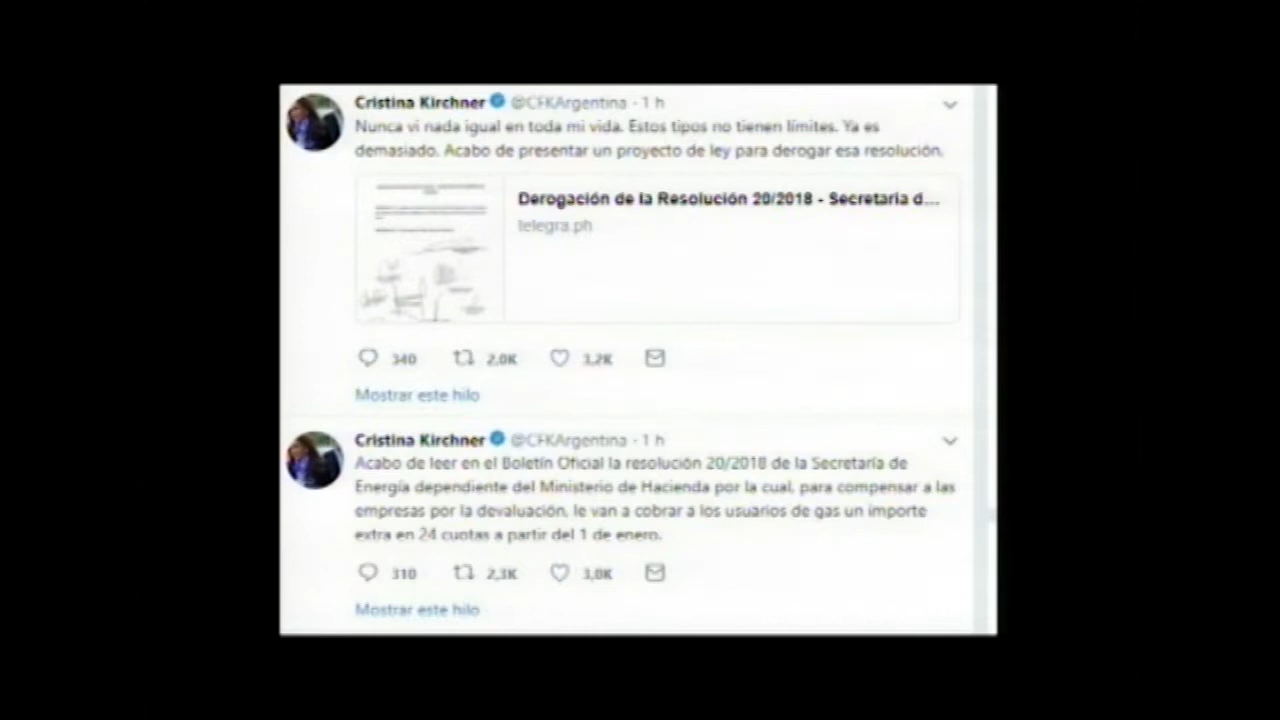 Cristina Kirchner @CFKArgentina · 1 h
Nunca vi nada igual en toda mi vida. Estos tipos no tienen límites. Ya es
demasiado. Acabo de presentar un proyecto de ley para derogar esa resolución.
Derogación de la Resolución 20/2018 - Secretaria d...
telegra.ph
340 2,0K 3,2K
Mostrar este hilo
Cristina Kirchner @CFKArgentina · 1 h
Acabo de leer en el Boletín Oficial la resolución 20/2018 de la Secretaría de
Energía dependiente del Ministerio de Hacienda por la cual, para compensar a las
empresas por la devaluación, le van a cobrar a los usuarios de gas un importe
extra en 24 cuotas a partir del 1 de enero.
310 2,3K 3,0K
Mostrar este hilo